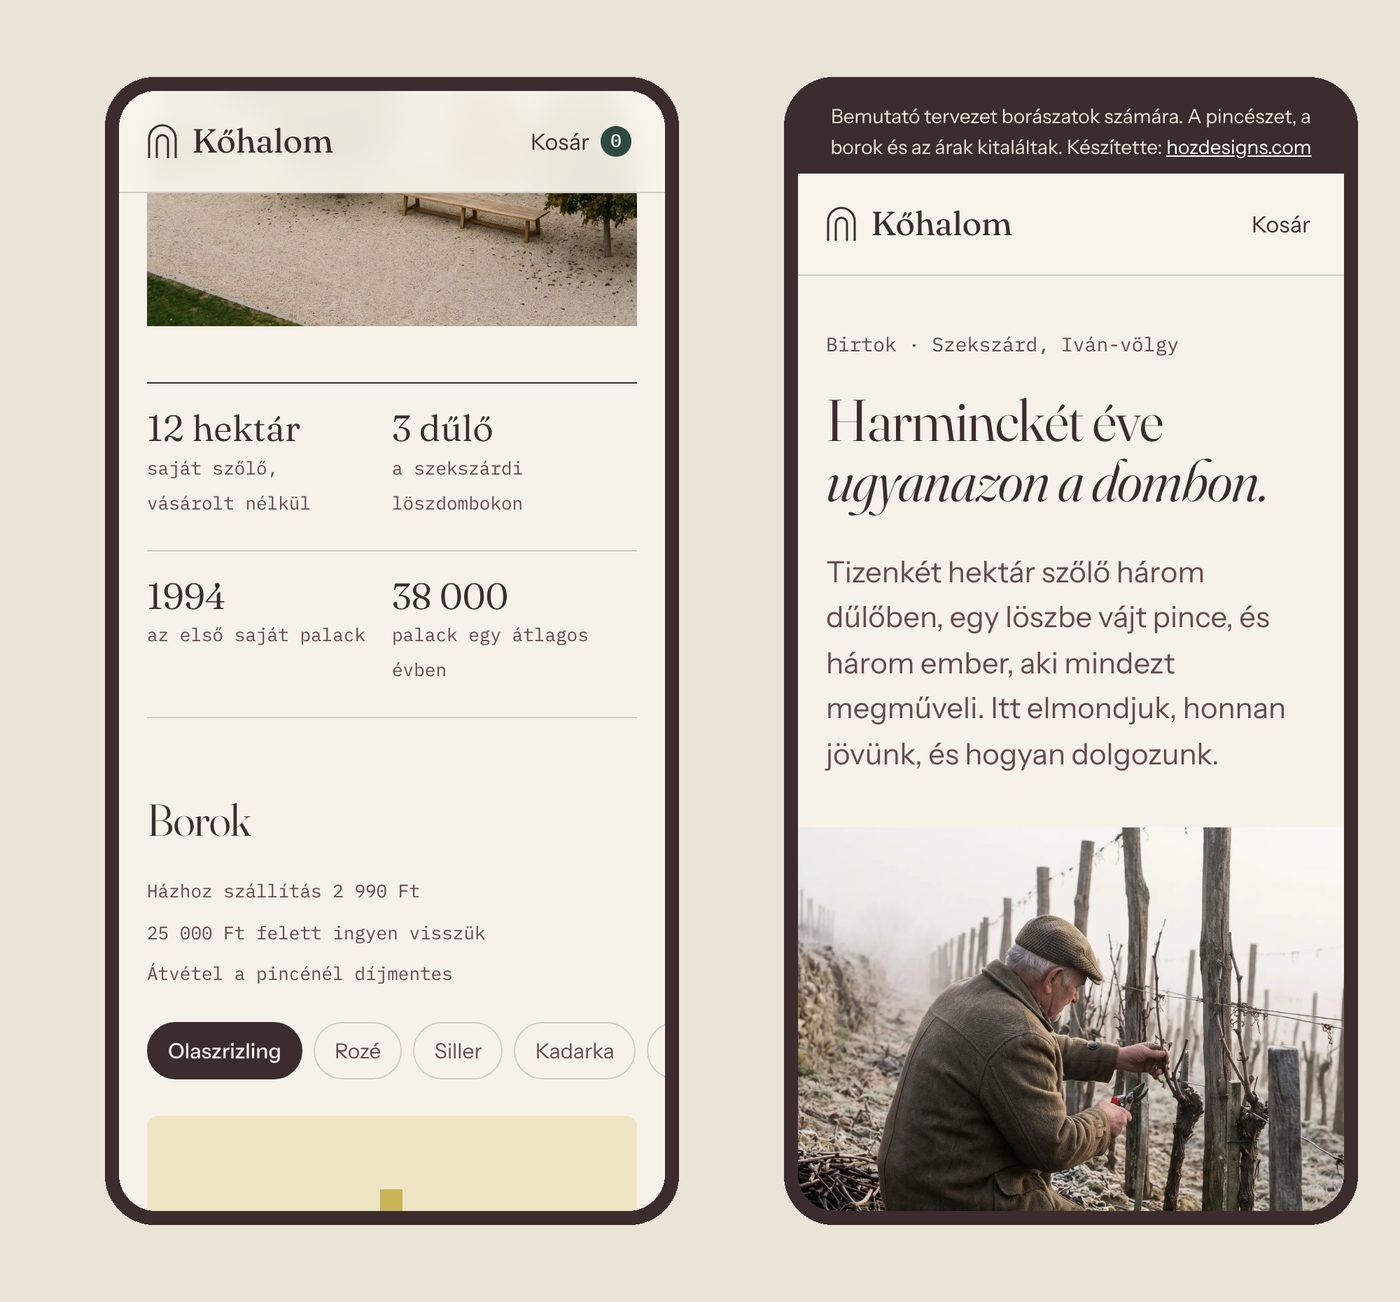 Kőhalom
Kosár 0
12 hektár
saját szőlő,
vásárolt nélkül
3 dűlő
a szekszárdi
löszdombokon
1994
az első saját palack
38 000
palack egy átlagos
évben
Borok
Házhoz szállítás 2 990 Ft
25 000 Ft felett ingyen visszük
Átvétel a pincénél díjmentes
Olaszrizling
Rozé
Siller
Kadarka
Bemutató tervezet borászatok számára. A pincészet, a
borok és az árak kitaláltak. Készítette: hozdesigns.com
Kőhalom
Kosár
Birtok · Szekszárd, Iván-völgy
Harminckét éve
ugyanazon a dombon.
Tizenkét hektár szőlő három
dűlőben, egy löszbe vájt pince, és
három ember, aki mindezt
megműveli. Itt elmondjuk, honnan
jövünk, és hogyan dolgozunk.